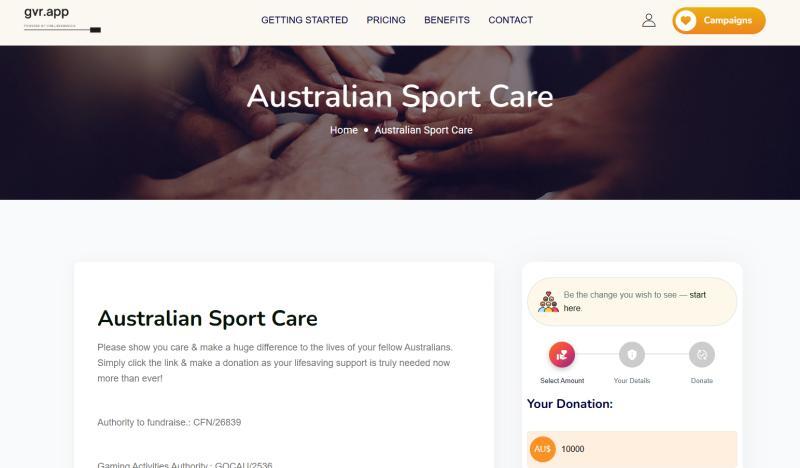 gvr.app
GETTING STARTED PRICING BENEFITS CONTACT
Campaigns
Australian Sport Care
Home • Australian Sport Care
Be the change you wish to see — start
here.
Select Amount Your Details Donate
Your Donation:
AU$ 10000
Australian Sport Care
Please show you care & make a huge difference to the lives of your fellow Australians.
Simply click the link & make a donation as your lifesaving support is truly needed now
more than ever!
Authority to fundraise.: CFN/26839
Gaming Activities Authority.: GOCAU/2536